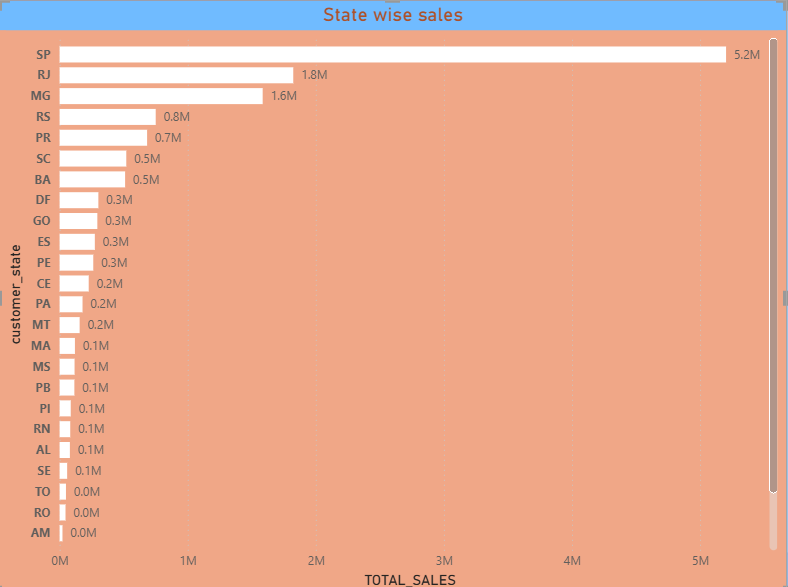 State wise sales
SP 5.2M
RJ 1.8M
MG 1.6M
RS 0.8M
PR 0.7M
SC 0.5M
BA 0.5M
DF 0.3M
GO 0.3M
ES 0.3M
PE 0.3M
CE 0.2M
PA 0.2M
MT 0.2M
MA 0.1M
MS 0.1M
PB 0.1M
PI 0.1M
RN 0.1M
AL 0.1M
SE 0.1M
TO 0.0M
RO 0.0M
AM 0.0M
customer_state
0M 1M 2M 3M 4M 5M
TOTAL_SALES